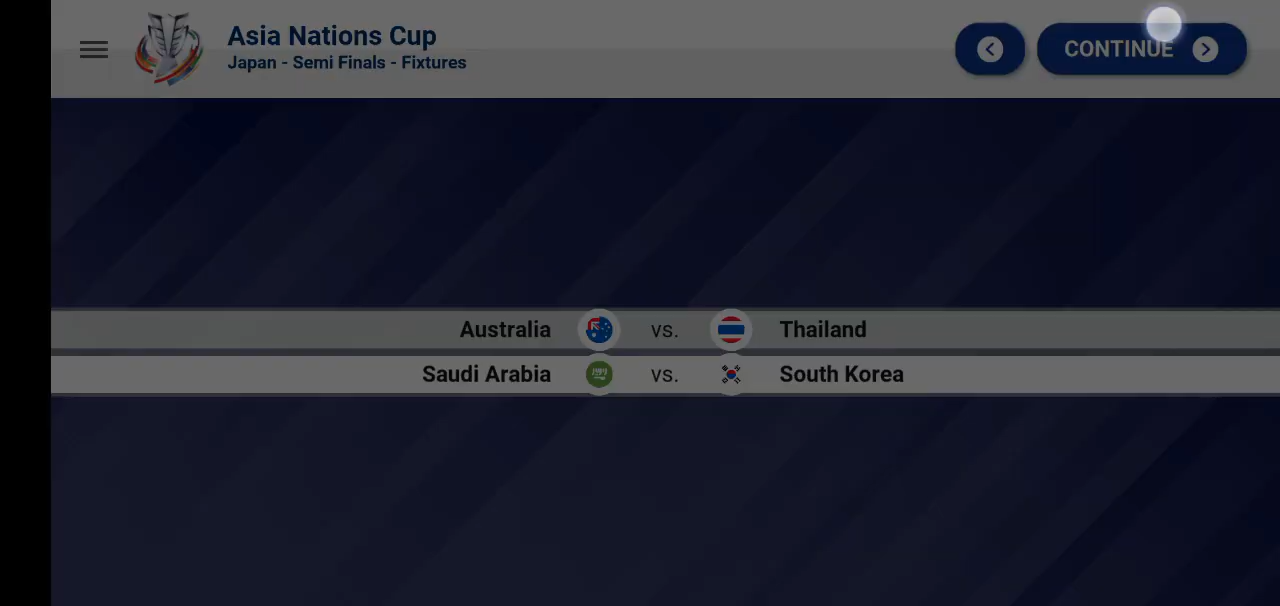 Asia Nations Cup
Japan - Semi Finals - Fixtures
CONTINUE
Australia vs. Thailand
Saudi Arabia vs. South Korea